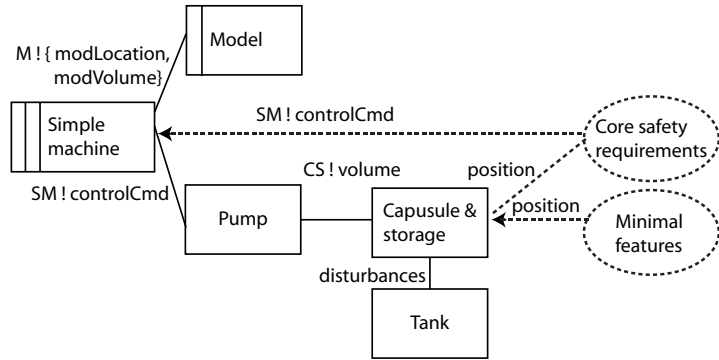 M ! { modLocation,
modVolume}
Model
Simple
machine
SM ! controlCmd
Core safety
requirements
SM ! controlCmd
CS ! volume
position
Pump
Capusule &
storage
position
Minimal
features
disturbances
Tank